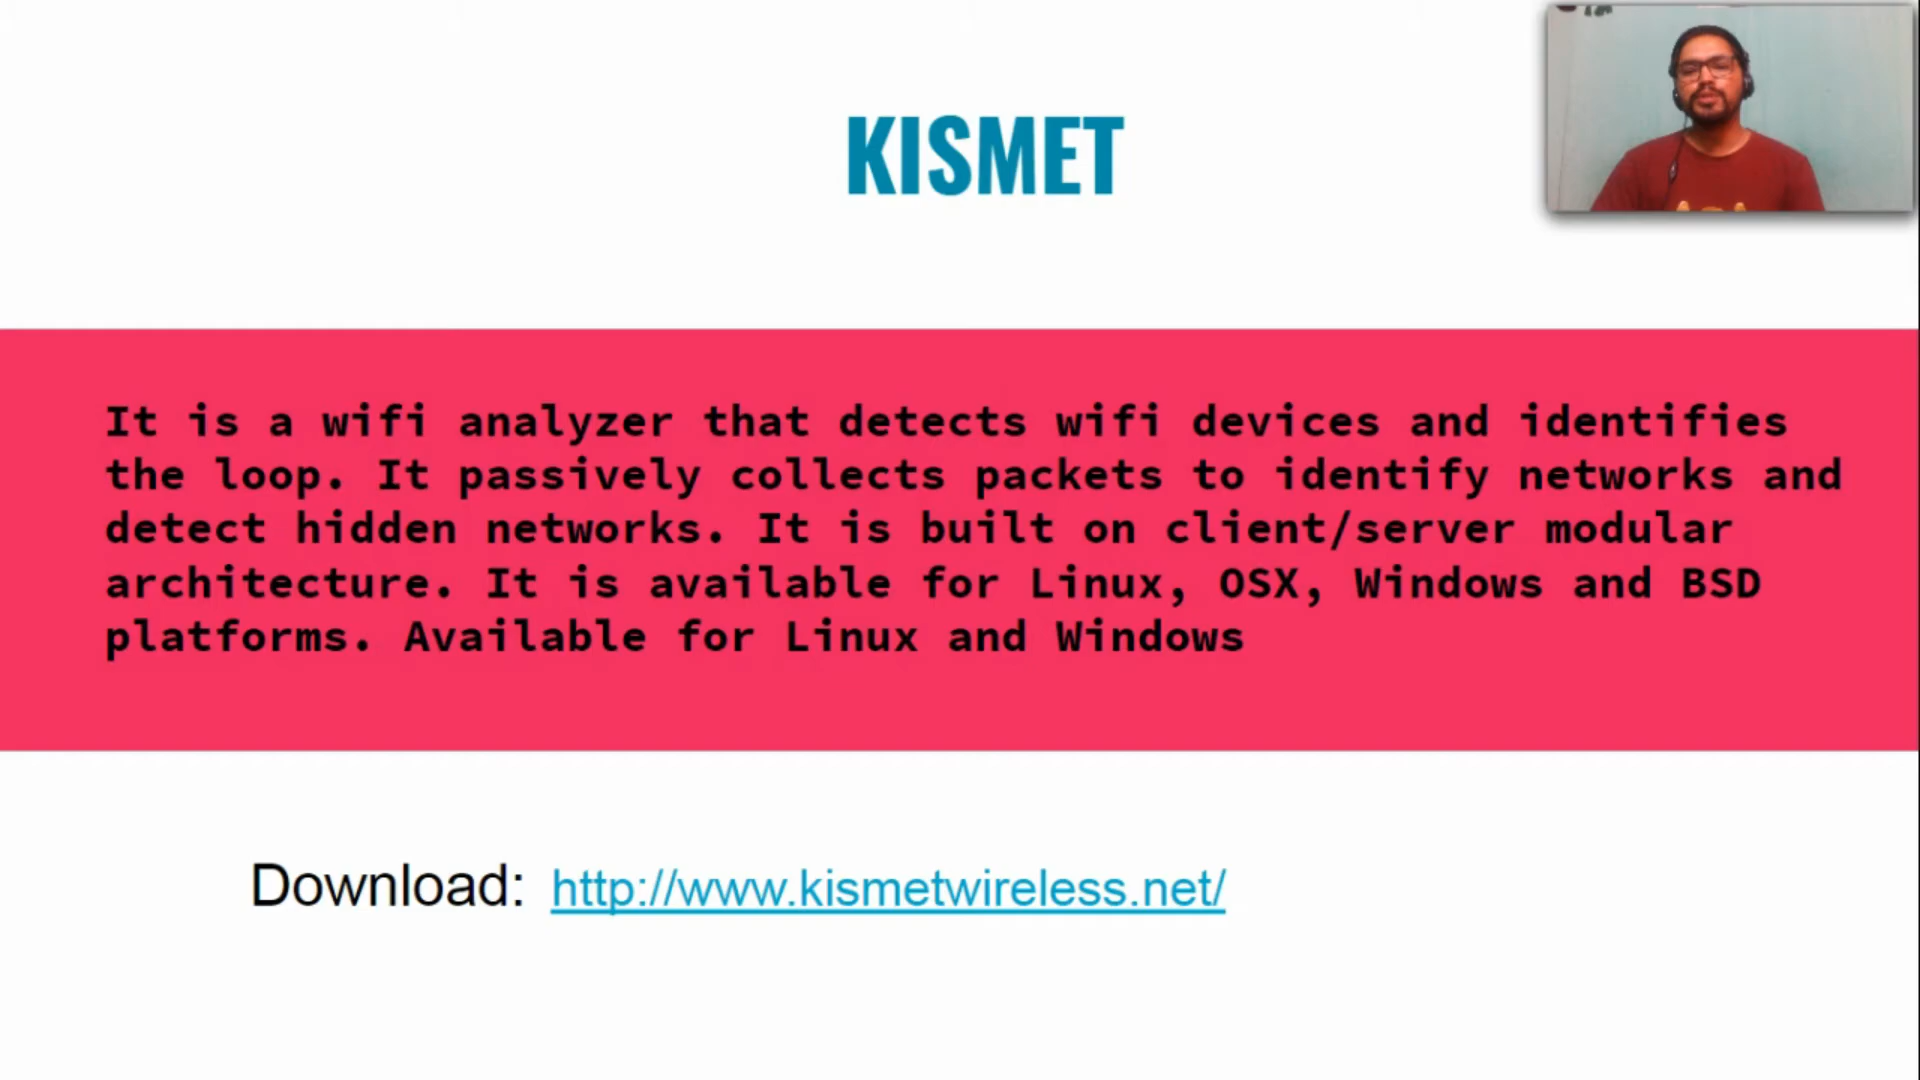 KISMET
It is a wifi analyzer that detects wifi devices and identifies
the loop. It passively collects packets to identify networks and
detect hidden networks. It is built on client/server modular
architecture. It is available for Linux, OSX, Windows and BSD
platforms. Available for Linux and Windows
Download: http://www.kismetwireless.net/